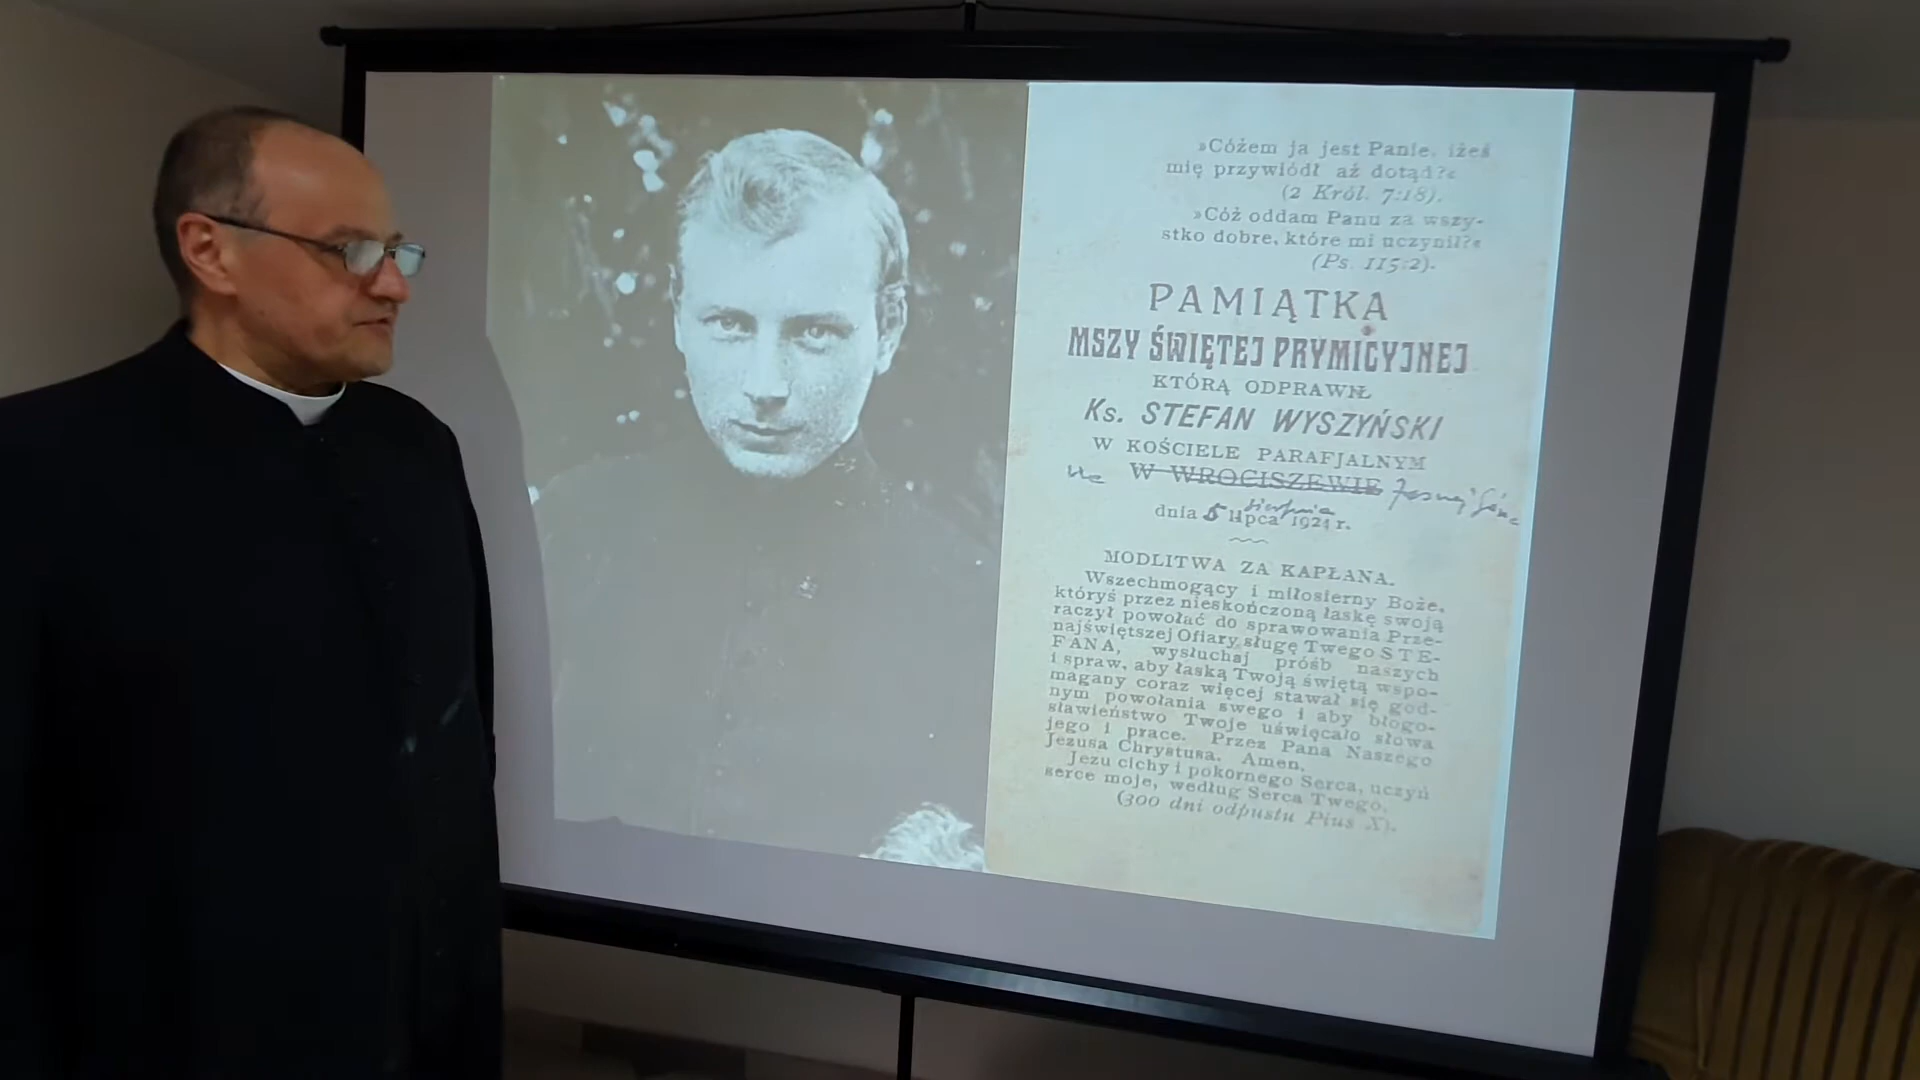 »Cóżem ja jest Panie, iżeś
mię przywiódł aż dotąd?«
(2 Król. 7:18).
»Cóż oddam Panu za wszy-
stko dobre, które mi uczynił?«
(Ps. 115:2).
PAMIĄTKA
MSZY ŚWIĘTEJ PRYMICYJNEJ
KTÓRĄ ODPRAWIŁ
Ks. STEFAN WYSZYŃSKI
W KOŚCIELE PARAFJALNYM
na W WROCISZEWIE Jasnej Górze
sierpnia
dnia 5 lipca 1924 r.
MODLITWA ZA KAPŁANA.
Wszechmogący i miłosierny Boże,
któryś przez nieskończoną łaskę swoją
raczył powołać do sprawowania Prze-
najświętszej Ofiary sługę Twego STE-
FANA, wysłuchaj próśb naszych
i spraw, aby łaską Twoją świętą wspo-
magany coraz więcej stawał się god-
nym powołania swego i aby błogo-
sławieństwo Twoje uświęcało słowa
jego i prace. Przez Pana Naszego
Jezusa Chrystusa. Amen.
Jezu cichy i pokornego Serca, uczyń
serce moje, według Serca Twego.
(300 dni odpustu Pius X).